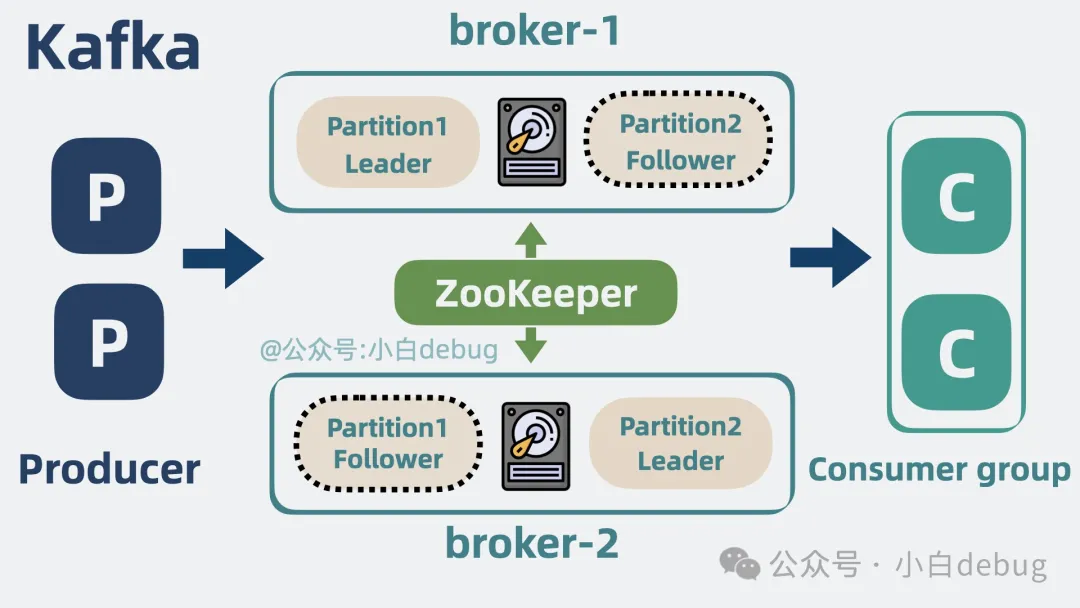 Kafka
broker-1
Partition1
Leader
Partition2
Follower
P
P
Producer
ZooKeeper
@公众号:小白debug
Partition1
Follower
Partition2
Leader
broker-2
C
C
Consumer group
公众号 · 小白debug